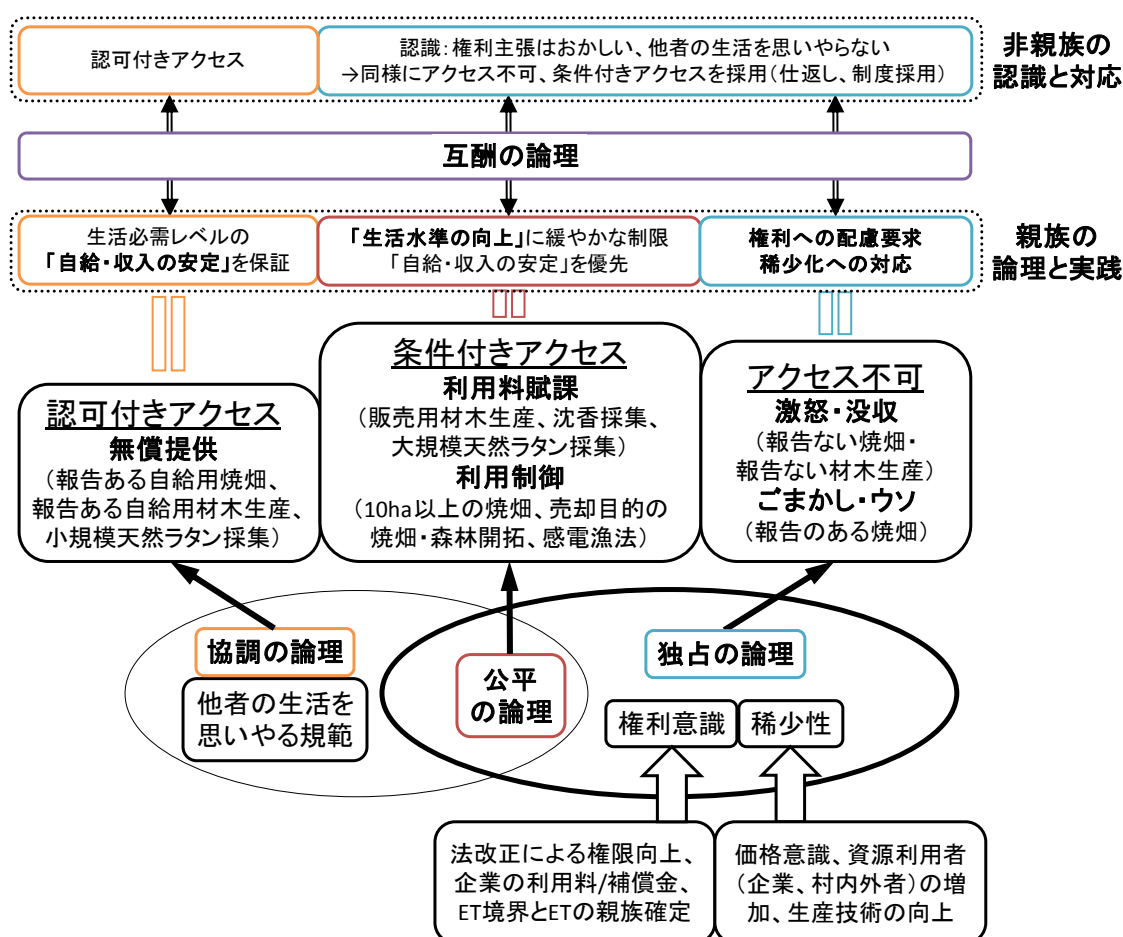 認可付きアクセス
認識：権利主張はおかしい、他者の生活を思いやらない
→同様にアクセス不可、条件付きアクセスを採用（仕返し、制度採用）
非親族の
認識と対応
互酬の論理
生活必需レベルの
「自給・収入の安定」を保証
「生活水準の向上」に緩やかな制限
「自給・収入の安定」を優先
権利への配慮要求
稀少化への対応
親族の
論理と実践
認可付きアクセス
無償提供
（報告ある自給用焼畑、
報告ある自給用材木生産、
小規模天然ラタン採集）
条件付きアクセス
利用料賦課
（販売用材木生産、沈香採集、
大規模天然ラタン採集）
利用制御
（10ha以上の焼畑、売却目的の
焼畑・森林開拓、感電漁法）
アクセス不可
激怒・没収
（報告ない焼畑・
報告ない材木生産）
ごまかし・ウソ
（報告のある焼畑）
協調の論理
他者の生活を
思いやる規範
公平
の論理
独占の論理
権利意識
稀少性
法改正による権限向上、
企業の利用料/補償金、
ET境界とETの親族確定
価格意識、資源利用者
（企業、村内外者）の増
加、生産技術の向上